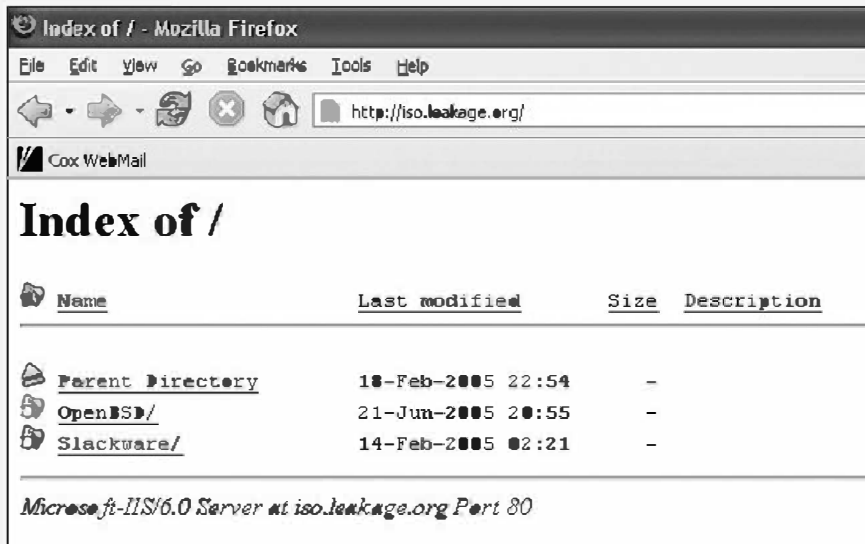 Index of / - Mozilla Firefox
File Edit View Go Bookmarks Tools Help
http://iso.leakage.org/
Cox WebMail
Index of /
Name Last modified Size Description
Parent Directory 18-Feb-2005 22:54 -
OpenBSD/ 21-Jun-2005 20:55 -
Slackware/ 14-Feb-2005 02:21 -
Microsoft-IIS/6.0 Server at iso.leakage.org Port 80